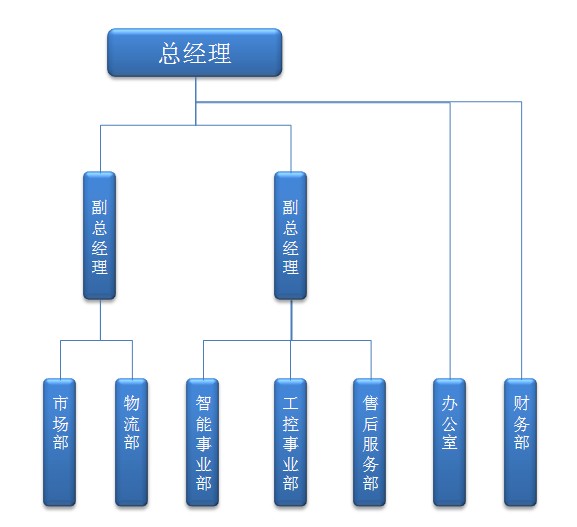 总经理
副总经理
副总经理
市场部
物流部
智能事业部
工控事业部
售后服务部
办公室
财务部